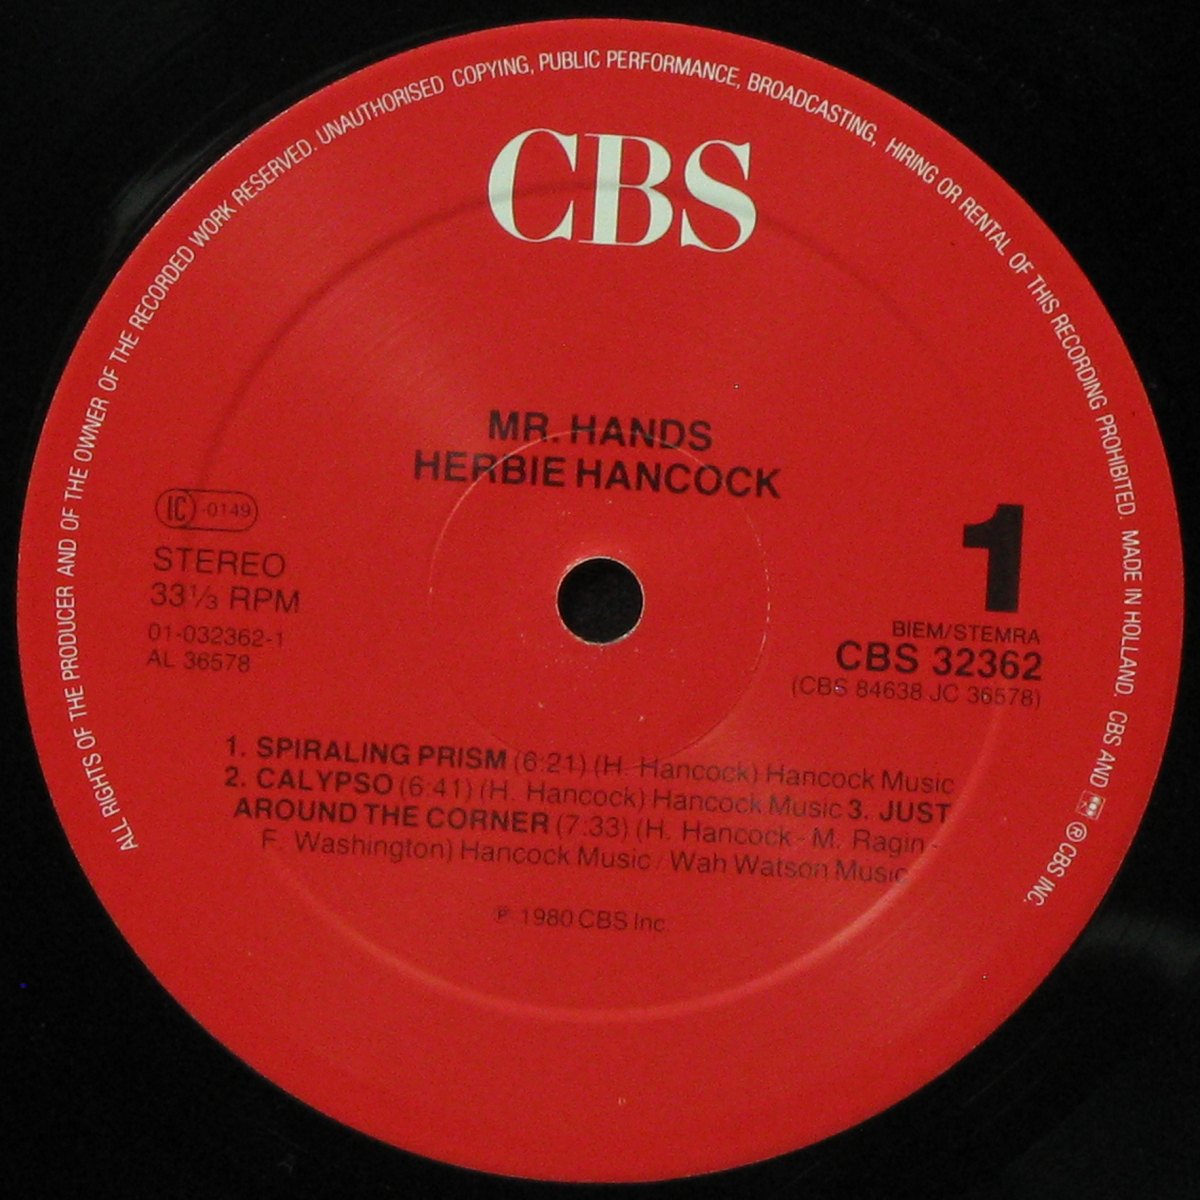 ALL RIGHTS OF THE PRODUCER AND OF THE OWNER OF THE RECORDED WORK RESERVED. UNAUTHORISED COPYING, PUBLIC PERFORMANCE, BROADCASTING, HIRING OR RENTAL OF THIS RECORDING PROHIBITED. MADE IN HOLLAND. CBS AND ® CBS INC.
CBS
MR. HANDS
HERBIE HANCOCK
IC -0149
STEREO
33⅓ RPM
01-032362-1
AL 36578
1
BIEM/STEMRA
CBS 32362
(CBS 84638 JC 36578)
1. SPIRALING PRISM (6:21) (H. Hancock) Hancock Music
2. CALYPSO (6:41) (H. Hancock) Hancock Music 3. JUST
AROUND THE CORNER (7:33) (H. Hancock - M. Ragin -
F. Washington) Hancock Music / Wah Watson Music
℗ 1980 CBS Inc.